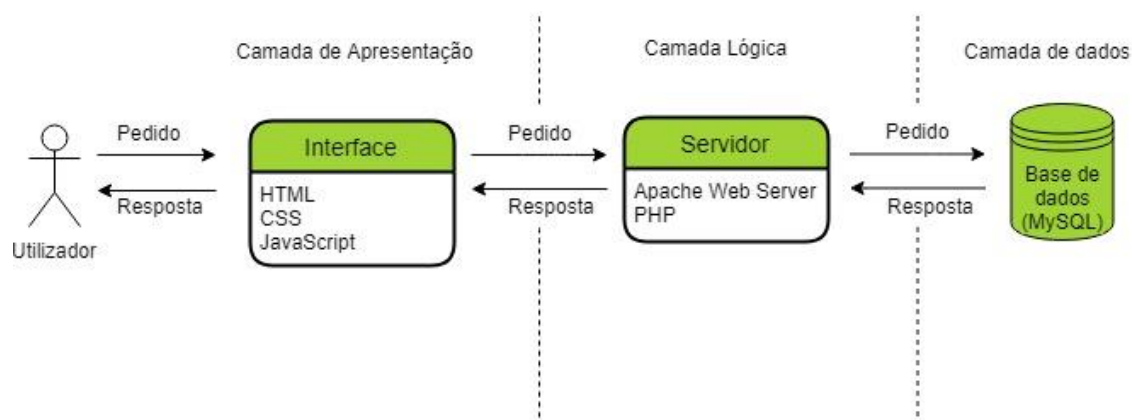 Camada de Apresentação
Camada Lógica
Camada de dados
Pedido
Resposta
Utilizador
Interface
HTML
CSS
JavaScript
Pedido
Resposta
Servidor
Apache Web Server
PHP
Pedido
Resposta
Base de
dados
(MySQL)